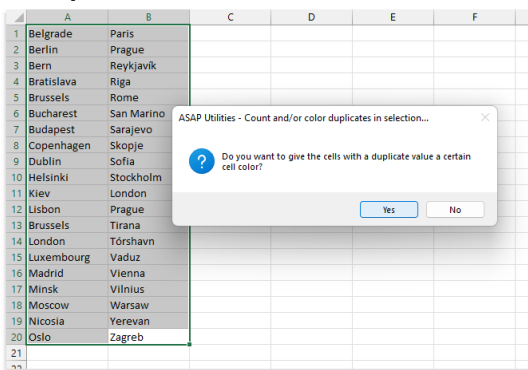 A B C D E F
1 Belgrade Paris
2 Berlin Prague
3 Bern Reykjavík
4 Bratislava Riga
5 Brussels Rome
6 Bucharest San Marino
7 Budapest Sarajevo
8 Copenhagen Skopje
9 Dublin Sofia
10 Helsinki Stockholm
11 Kiev London
12 Lisbon Prague
13 Brussels Tirana
14 London Tórshavn
15 Luxembourg Vaduz
16 Madrid Vienna
17 Minsk Vilnius
18 Moscow Warsaw
19 Nicosia Yerevan
20 Oslo Zagreb
21
ASAP Utilities - Count and/or color duplicates in selection...
Do you want to give the cells with a duplicate value a certain
cell color?
Yes No